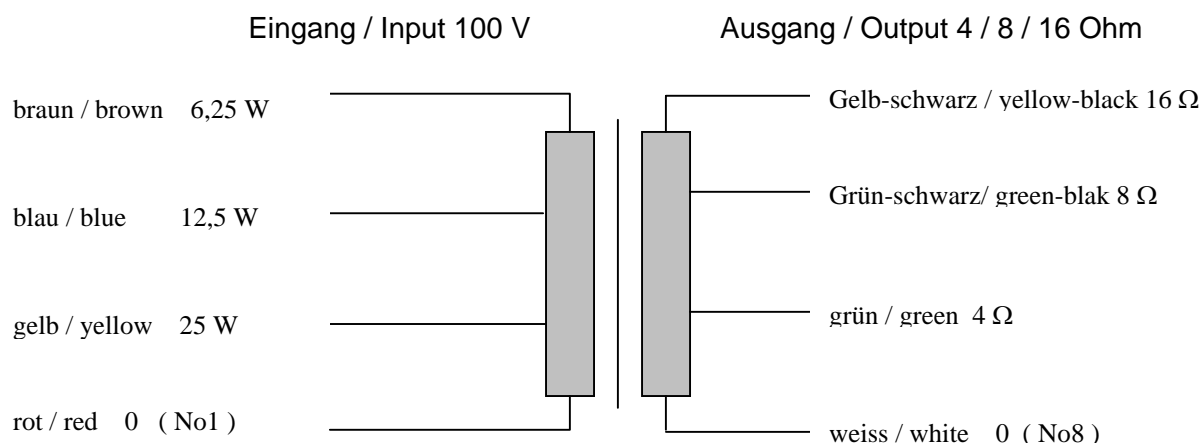 Eingang / Input 100 V
Ausgang / Output 4 / 8 / 16 Ohm
braun / brown 6,25 W
Gelb-schwarz / yellow-black 16 Ω
blau / blue 12,5 W
Grün-schwarz/ green-blak 8 Ω
gelb / yellow 25 W
grün / green 4 Ω
rot / red 0 ( No1 )
weiss / white 0 ( No8 )